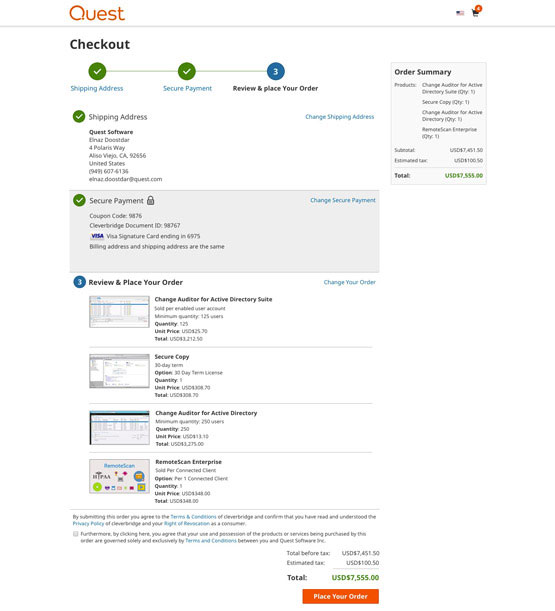 Quest
4
Checkout
3
Shipping Address
Secure Payment
Review & place Your Order
Shipping Address
Change Shipping Address
Quest Software
Elnaz Doostdar
4 Polaris Way
Aliso Viejo, CA, 92656
United States
(949) 607-6136
elnaz.doostdar@quest.com
Secure Payment
Change Secure Payment
Coupon Code: 9876
Cleverbridge Document ID: 98767
VISA Visa Signature Card ending in 6975
Billing address and shipping address are the same
3 Review & Place Your Order
Change Your Order
Change Auditor for Active Directory Suite
Sold per enabled user account
Minimum quantity: 125 users
Quantity: 125
Unit Price: USD$25.70
Total: USD$3,212.50
Secure Copy
30-day term
Option: 30 Day Term License
Quantity: 1
Unit Price: USD$308.70
Total: USD$308.70
Change Auditor for Active Directory
Minimum quantity: 250 users
Quantity: 250
Unit Price: USD$13.10
Total: USD$3,275.00
RemoteScan
HIPAA
RemoteScan Enterprise
Sold Per Connected Client
Option: Per 1 Connected Client
Quantity: 1
Unit Price: USD$348.00
Total: USD$348.00
By submitting this order you agree to the Terms & Conditions of cleverbridge and confirm that you have read and understood the
Privacy Policy of cleverbridge and your Right of Revocation as a consumer.
Furthermore, by clicking here, you agree that your use and possession of the products or services being purchased by this
order are governed solely and exclusively by Terms and Conditions between you and Quest Software Inc.
Total before tax: USD$7,451.50
Estimated tax: USD$100.50
Total: USD$7,555.00
Place Your Order
Order Summary
Products: Change Auditor for Active
Directory Suite (Qty: 1)
Secure Copy (Qty: 1)
Change Auditor for Active
Directory (Qty: 1)
RemoteScan Enterprise
(Qty: 1)
Subtotal: USD$7,451.50
Estimated tax: USD$100.50
Total: USD$7,555.00